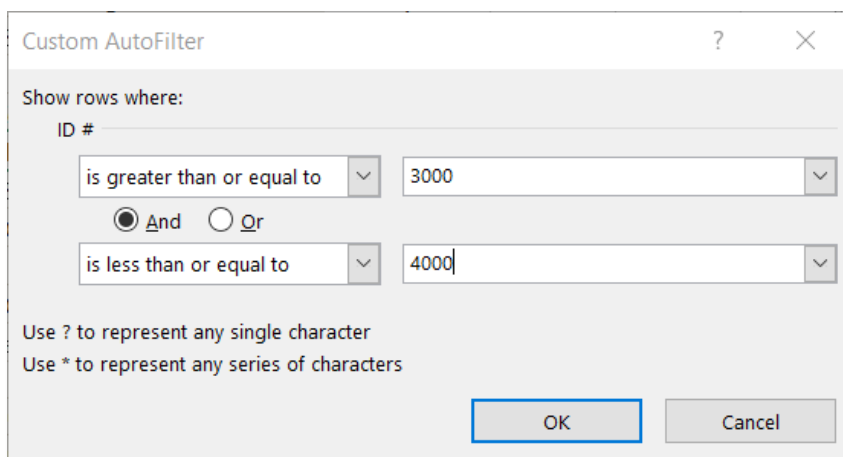 Custom AutoFilter ?
Show rows where:
ID #
is greater than or equal to 3000
And Or
is less than or equal to 4000
Use ? to represent any single character
Use * to represent any series of characters
OK Cancel